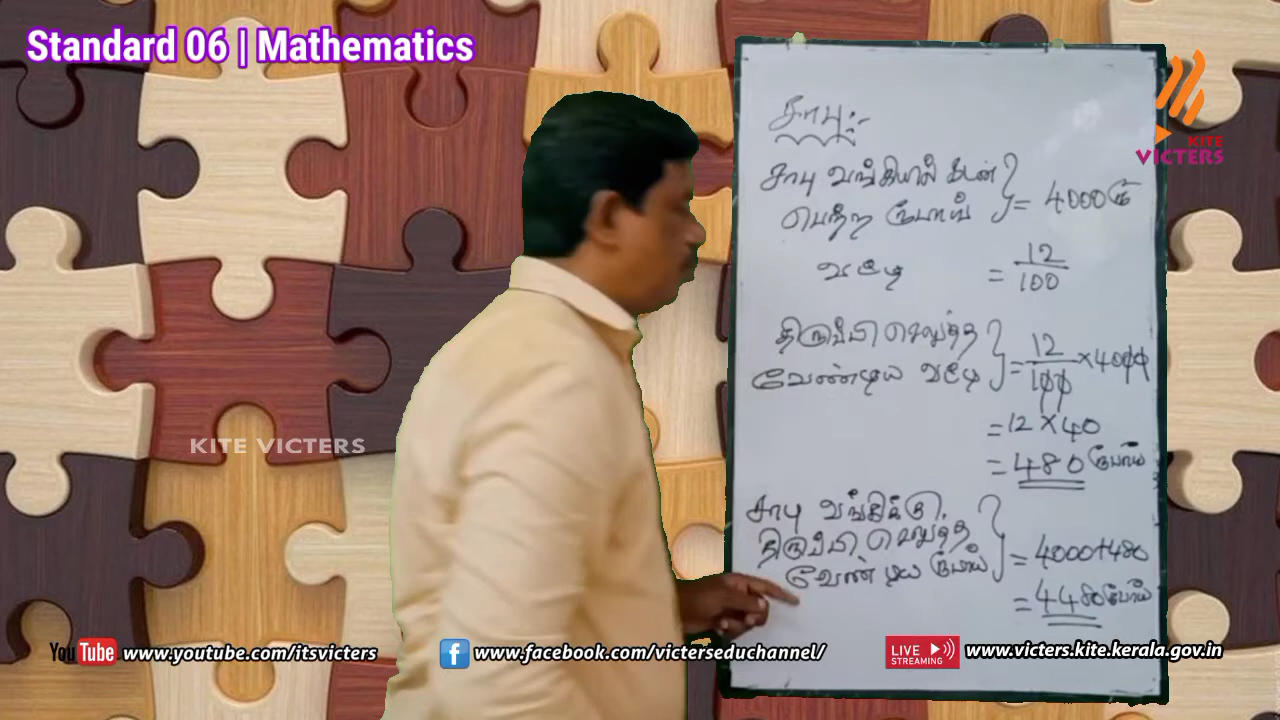 Standard 06 | Mathematics
KITE
VICTERS
சாபு:-
சாபு வங்கியில் கடன்
பெற்ற ரூபாய் } = 4000 ரூ
வட்டி = 12/100
திருப்பி செலுத்த
வேண்டிய வட்டி } = 12/100 × 4000
= 12 × 40
= 480 ரூபாய்
சாபு வங்கிக்கு
திருப்பி செலுத்த
வேண்டிய ரூபாய் } = 4000+480
= 4480 ரூபாய்
KITE VICTERS
YouTube www.youtube.com/itsvicters
f www.facebook.com/victerseduchannel/
LIVE STREAMING www.victers.kite.kerala.gov.in